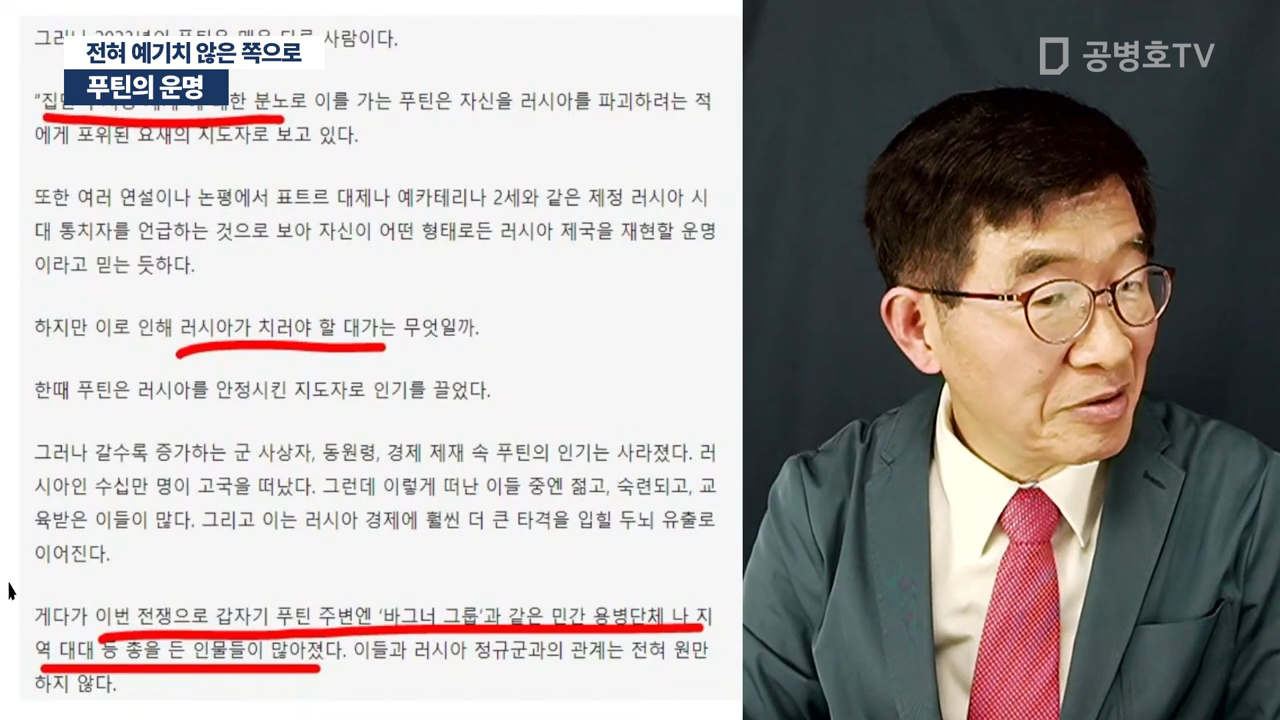 전혀 예기치 않은 쪽으로
푸틴의 운명
공병호TV
사람이다.
분노로 이를 가는 푸틴은 자신을 러시아를 파괴하려는 적
에게 포위된 요새의 지도자로 보고 있다.
또한 여러 연설이나 논평에서 표트르 대제나 예카테리나 2세와 같은 제정 러시아 시
대 통치자를 언급하는 것으로 보아 자신이 어떤 형태로든 러시아 제국을 재현할 운명
이라고 믿는 듯하다.
하지만 이로 인해 러시아가 치러야 할 대가는 무엇일까.
한때 푸틴은 러시아를 안정시킨 지도자로 인기를 끌었다.
그러나 갈수록 증가하는 군 사상자, 동원령, 경제 제재 속 푸틴의 인기는 사라졌다. 러
시아인 수십만 명이 고국을 떠났다. 그런데 이렇게 떠난 이들 중엔 젊고, 숙련되고, 교
육받은 이들이 많다. 그리고 이는 러시아 경제에 훨씬 더 큰 타격을 입힐 두뇌 유출로
이어진다.
게다가 이번 전쟁으로 갑자기 푸틴 주변엔 ‘바그너 그룹’과 같은 민간 용병단체 나 지
역 대대 등 총을 든 인물들이 많아졌다. 이들과 러시아 정규군과의 관계는 전혀 원만
하지 않다.